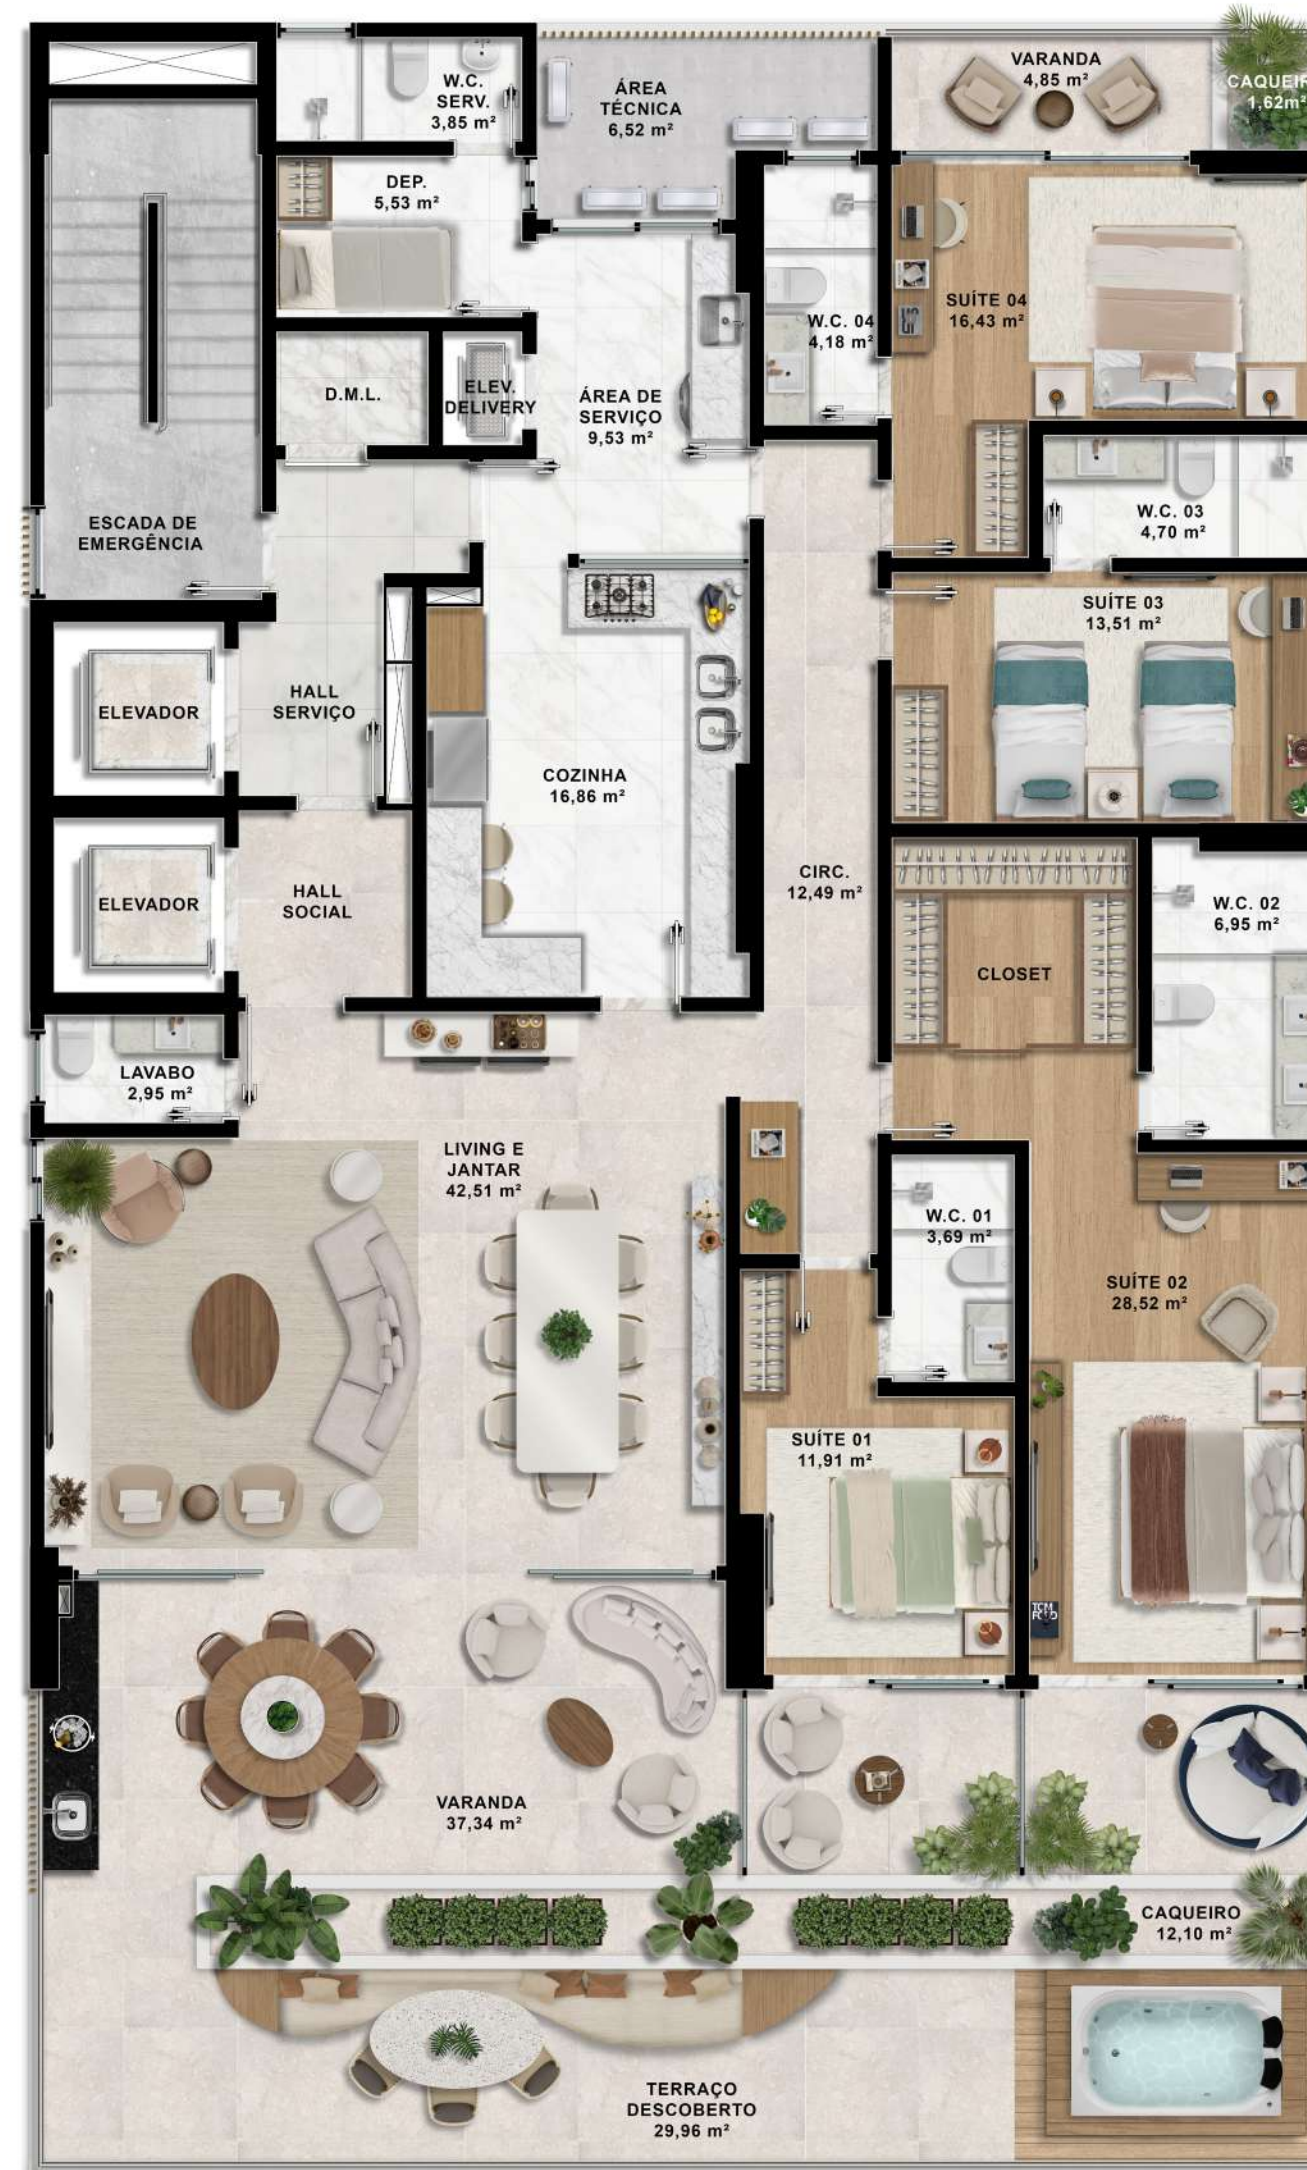 W.C.
SERV.
3,85 m²
ÁREA
TÉCNICA
6,52 m²
VARANDA
4,85 m²
CAQUEIR
1,62m²
DEP.
5,53 m²
SUÍTE 04
16,43 m²
W.C. 04
4,18 m²
D.M.L.
ELEV.
DELIVERY
ÁREA DE
SERVIÇO
9,53 m²
ESCADA DE
EMERGÊNCIA
W.C. 03
4,70 m²
SUÍTE 03
13,51 m²
ELEVADOR
HALL
SERVIÇO
COZINHA
16,86 m²
CIRC.
12,49 m²
ELEVADOR
HALL
SOCIAL
W.C. 02
6,95 m²
CLOSET
LAVABO
2,95 m²
LIVING E
JANTAR
42,51 m²
W.C. 01
3,69 m²
SUÍTE 02
28,52 m²
SUÍTE 01
11,91 m²
TOM
FORD
VARANDA
37,34 m²
CAQUEIRO
12,10 m²
TERRAÇO
DESCOBERTO
29,96 m²